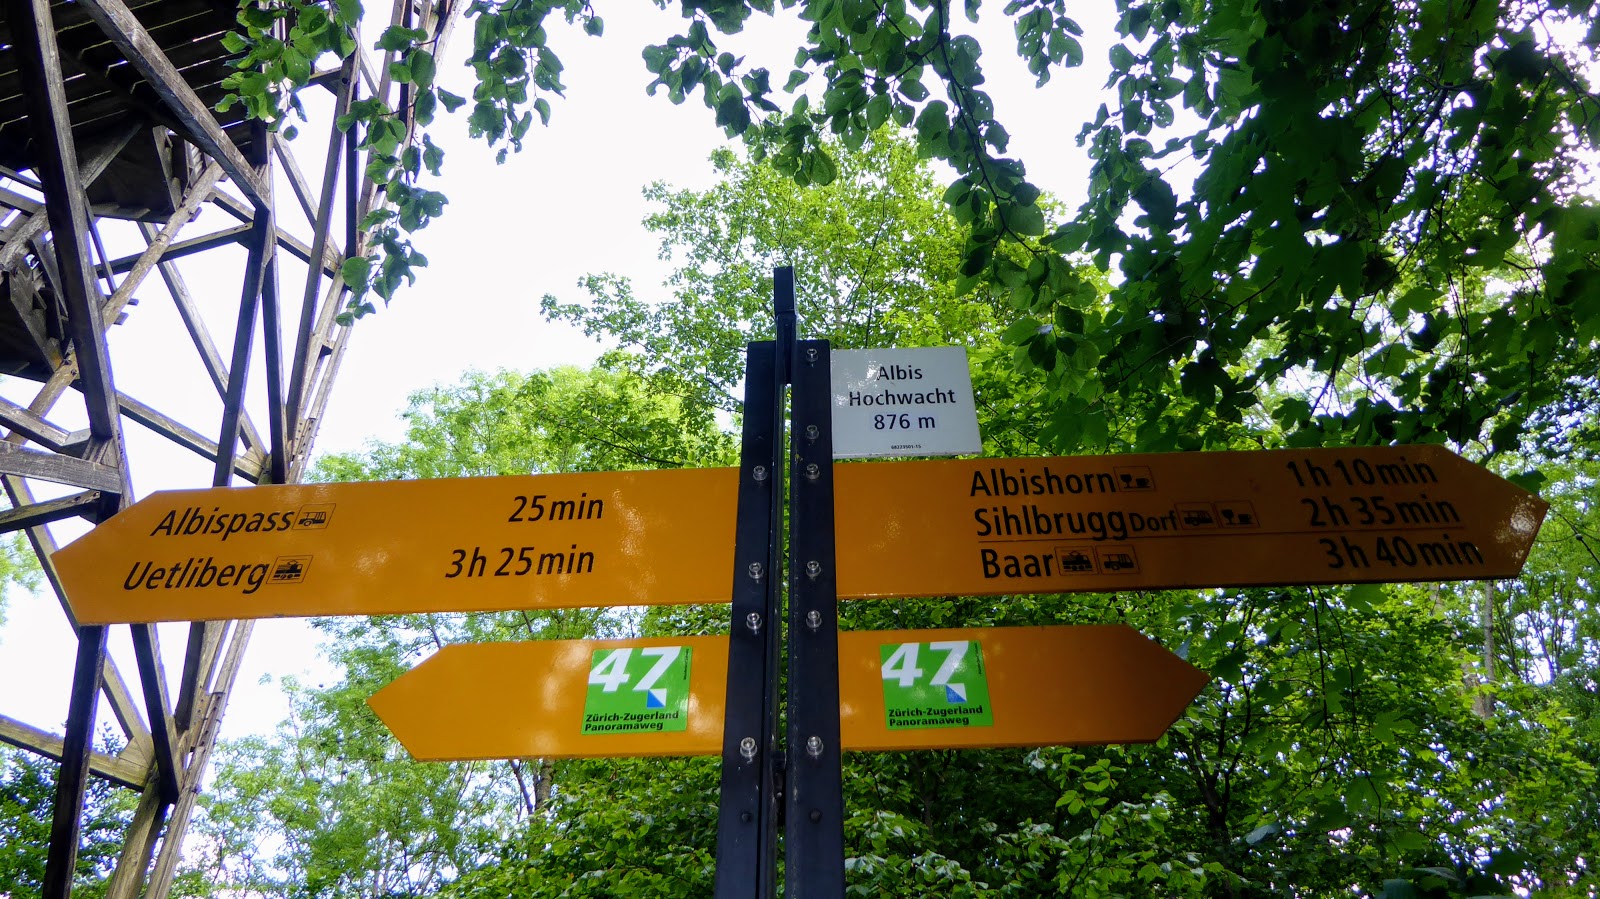 Albis
Hochwacht
876 m
Albispass 25min
Uetliberg 3h 25min
Albishorn 1h 10min
Sihlbrugg Dorf 2h 35min
Baar 3h 40min
47
Zürich-Zugerland
Panoramaweg
47
Zürich-Zugerland
Panoramaweg